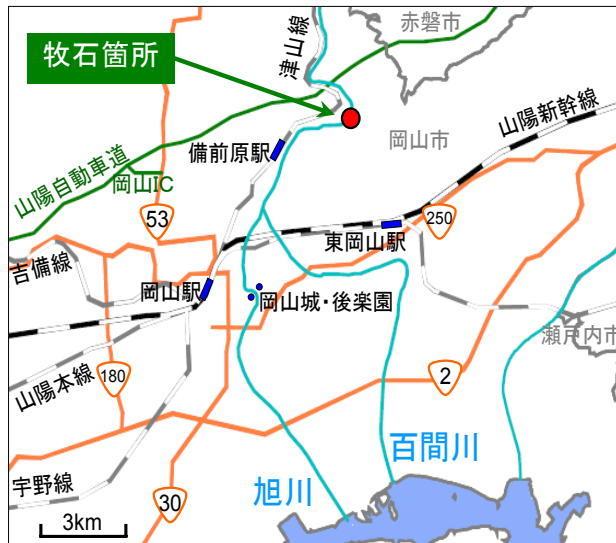 赤磐市
津山線
牧石箇所
山陽新幹線
岡山市
備前原駅
山陽自動車道
岡山IC
53
250
東岡山駅
吉備線
岡山駅
岡山城・後楽園
瀬戸内市
180
2
山陽本線
百間川
宇野線
旭川
30
3km